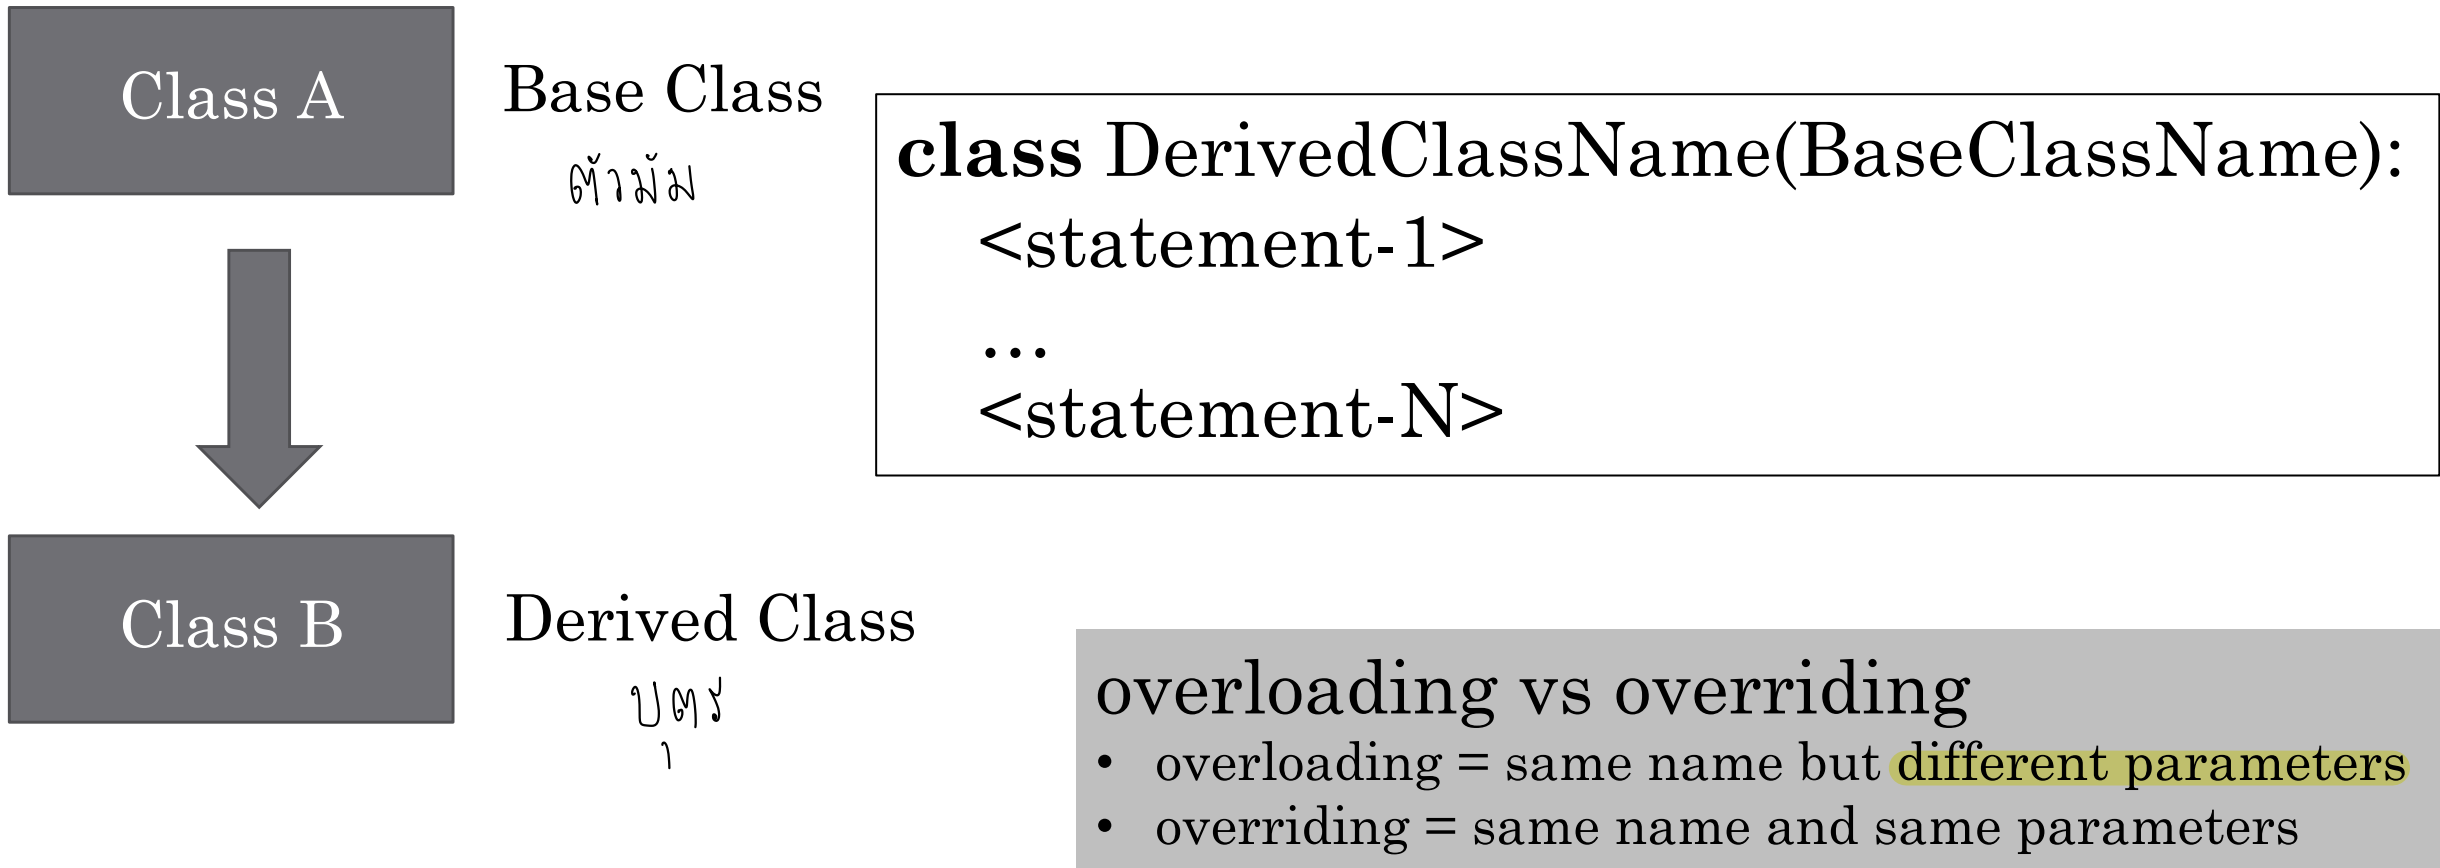 Class A
Base Class
ตัวมัม
class DerivedClassName(BaseClassName):
<statement-1>
...
<statement-N>
Class B
Derived Class
บุตร
overloading vs overriding
• overloading = same name but different parameters
• overriding = same name and same parameters